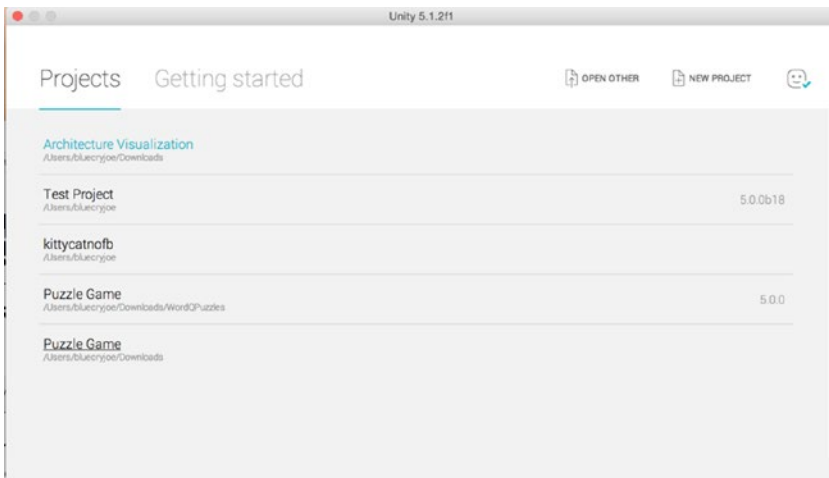 Unity 5.1.2f1
Projects Getting started OPEN OTHER NEW PROJECT
Architecture Visualization
/Users/bluecryjoe/Downloads
Test Project 5.0.0b18
/Users/bluecryjoe
kittycatnofb
/Users/bluecryjoe
Puzzle Game 5.0.0
/Users/bluecryjoe/Downloads/WordQPuzzles
Puzzle Game
/Users/bluecryjoe/Downloads